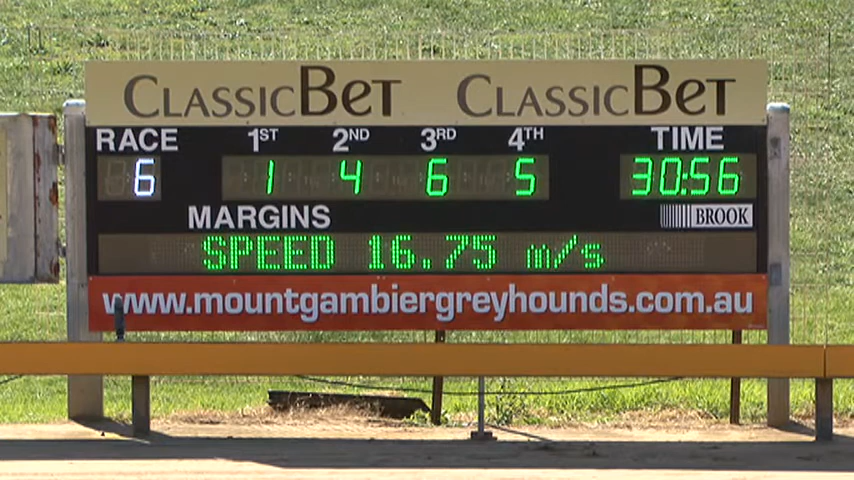 CLASSICBET CLASSICBET
RACE 1ST 2ND 3RD 4TH TIME
6 1 4 6 5 30:56
MARGINS BROOK
SPEED 16.75 m/s
www.mountgambiergreyhounds.com.au